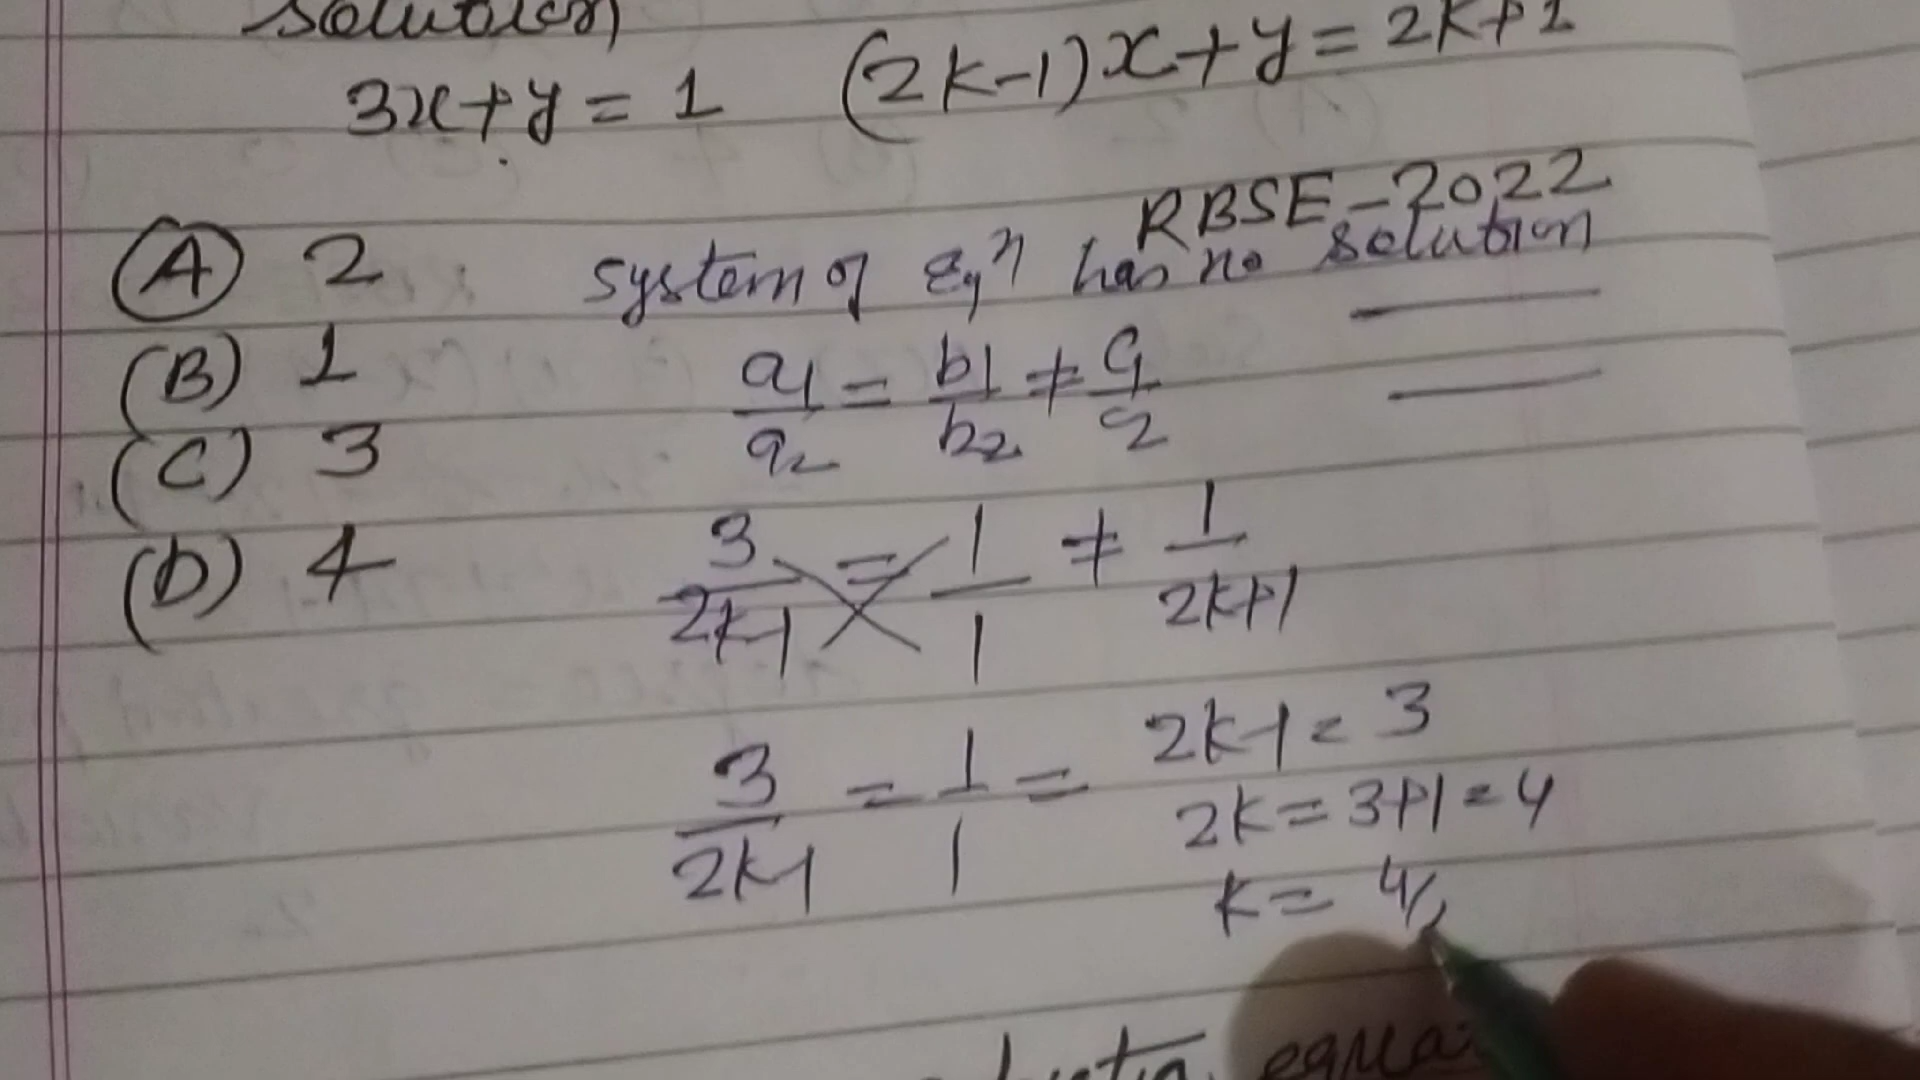 solution
3x+y = 1 (2k-1)x+y = 2k+1
RBSE-2022
(A) 2 system of Eqn has no solution
(B) 1 a1/a2 = b1/b2 ≠ c1/c2
(C) 3
(D) 4 3/2k-1 = 1/1 ≠ 1/2k+1
3/2k-1 = 1/1 = 2k-1 = 3
2k = 3+1 = 4
k = 4/